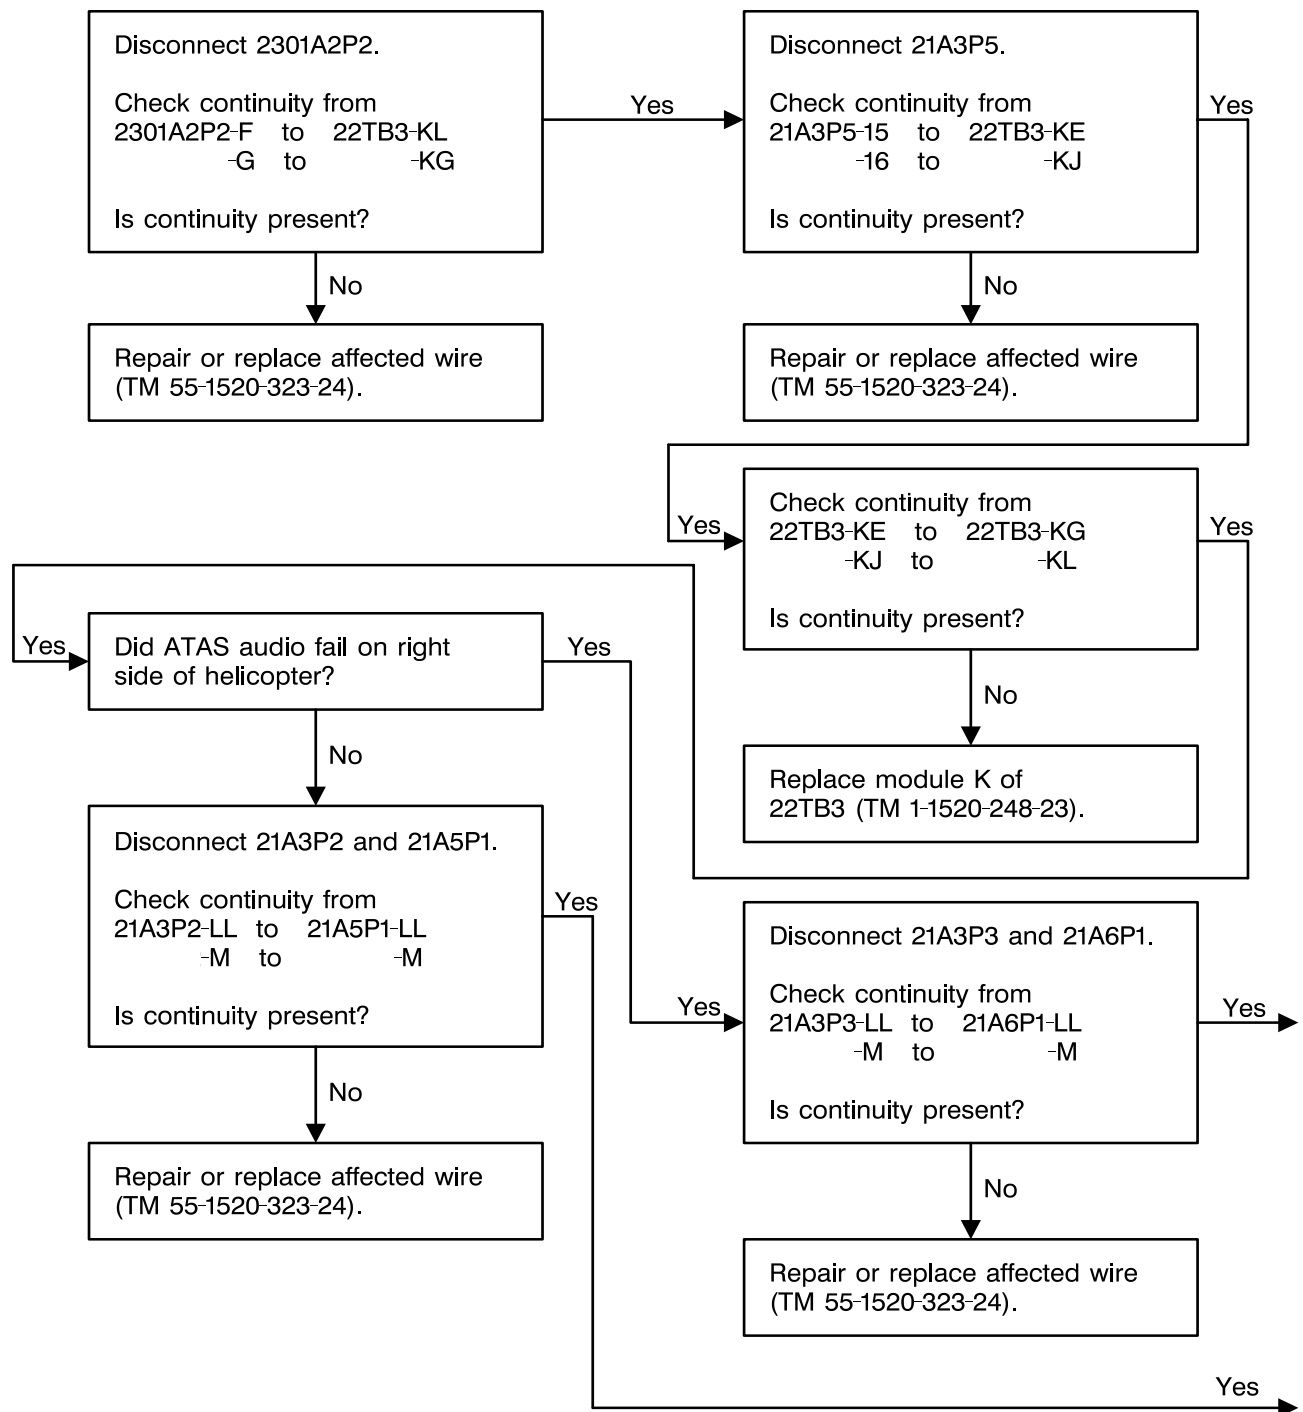 Disconnect 2301A2P2.
Check continuity from
2301A2P2-F to 22TB3-KL
-G to -KG
Is continuity present?
Yes
No
Repair or replace affected wire
(TM 55-1520-323-24).
Disconnect 21A3P5.
Check continuity from
21A3P5-15 to 22TB3-KE
-16 to -KJ
Is continuity present?
Yes
No
Repair or replace affected wire
(TM 55-1520-323-24).
Yes
Check continuity from
22TB3-KE to 22TB3-KG
-KJ to -KL
Is continuity present?
Yes
No
Replace module K of
22TB3 (TM 1-1520-248-23).
Yes
Did ATAS audio fail on right
side of helicopter?
Yes
No
Disconnect 21A3P2 and 21A5P1.
Check continuity from
21A3P2-LL to 21A5P1-LL
-M to -M
Is continuity present?
Yes
No
Repair or replace affected wire
(TM 55-1520-323-24).
Yes
Disconnect 21A3P3 and 21A6P1.
Check continuity from
21A3P3-LL to 21A6P1-LL
-M to -M
Is continuity present?
Yes
No
Repair or replace affected wire
(TM 55-1520-323-24).
Yes